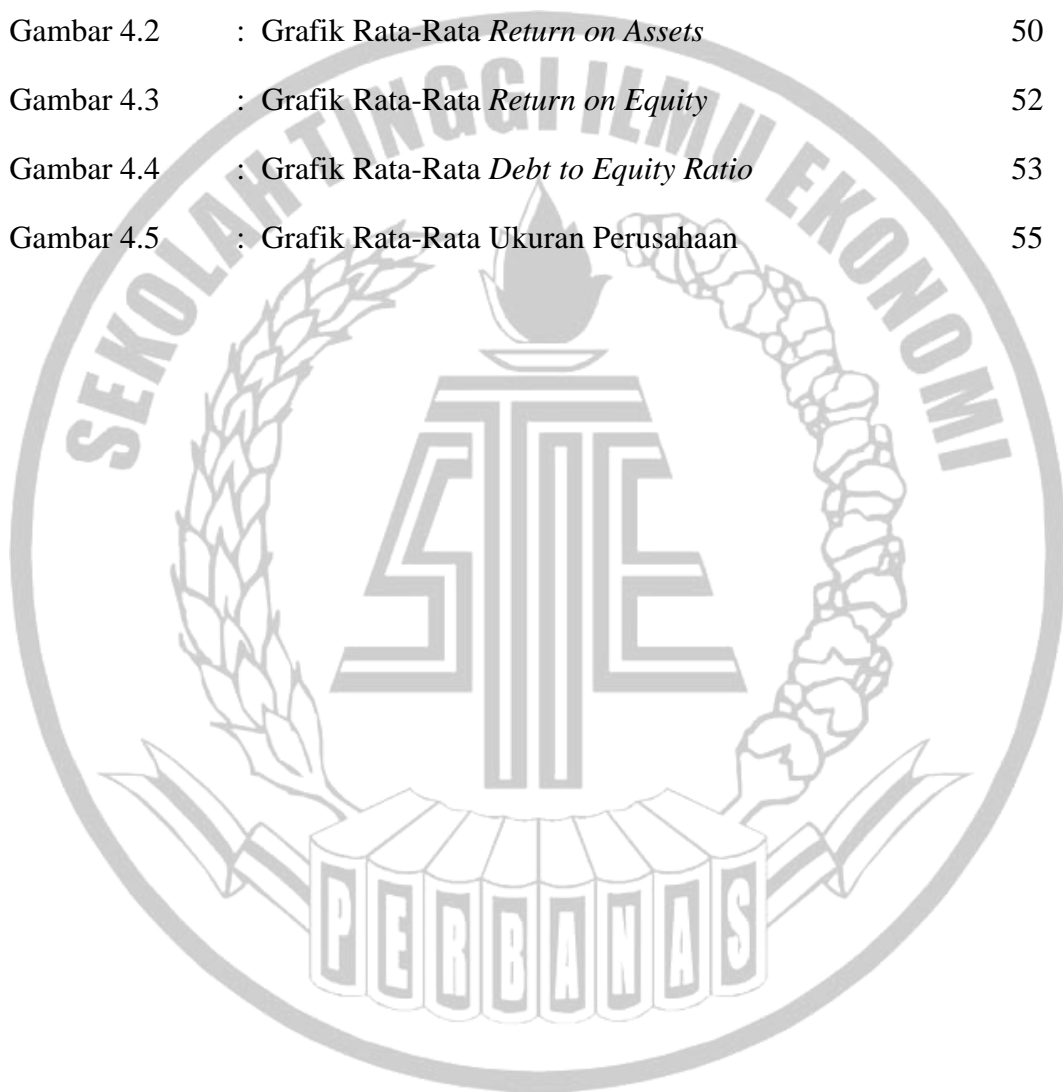 Gambar 4.2 : Grafik Rata-Rata Return on Assets 50
Gambar 4.3 : Grafik Rata-Rata Return on Equity 52
Gambar 4.4 : Grafik Rata-Rata Debt to Equity Ratio 53
Gambar 4.5 : Grafik Rata-Rata Ukuran Perusahaan 55
SEKOLAH TINGGI ILMU EKONOMI
STIE
PERBANAS